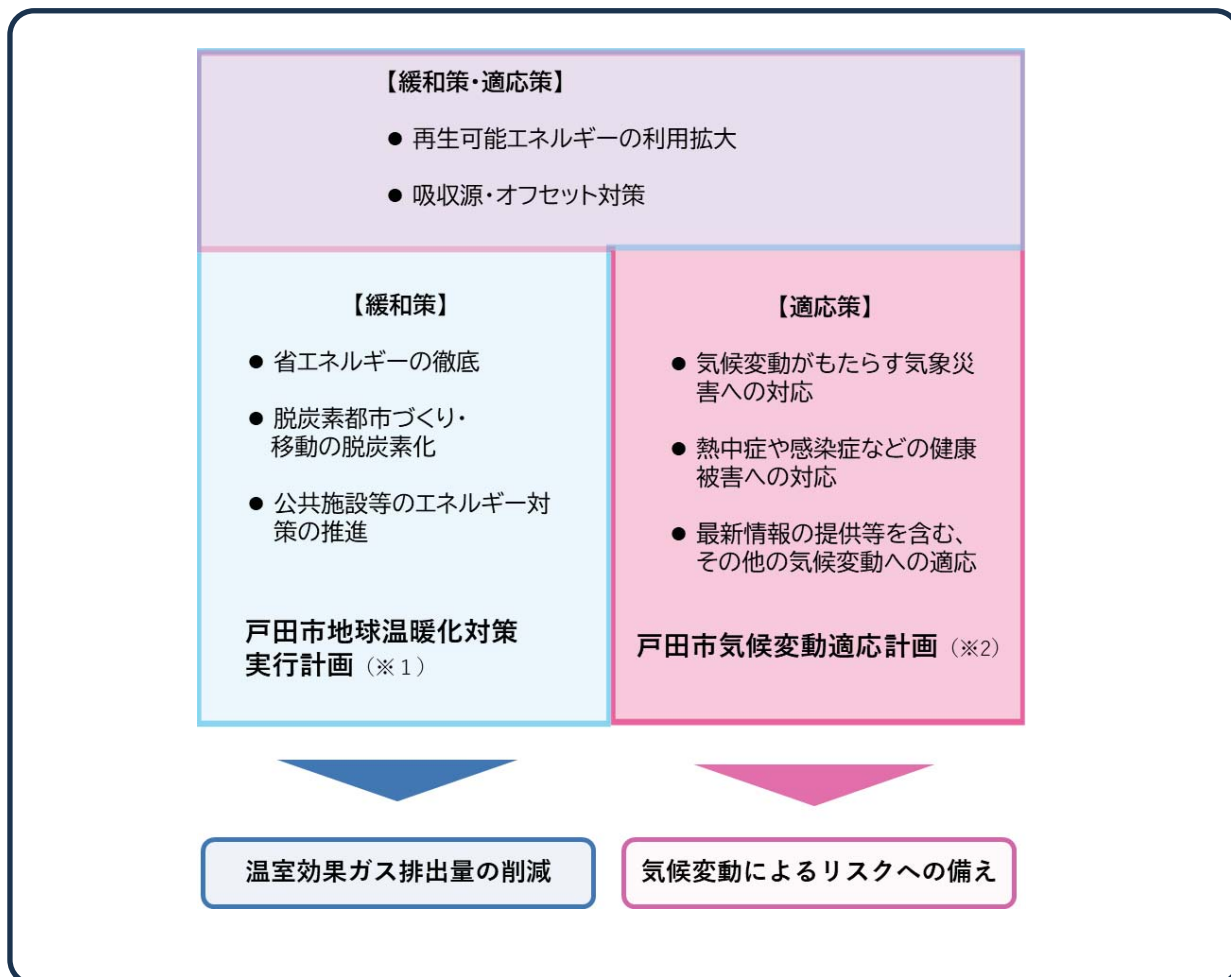 【緩和策・適応策】
● 再生可能エネルギーの利用拡大
● 吸収源・オフセット対策
【緩和策】
● 省エネルギーの徹底
● 脱炭素都市づくり・
移動の脱炭素化
● 公共施設等のエネルギー対
策の推進
戸田市地球温暖化対策
実行計画（※１）
【適応策】
● 気候変動がもたらす気象災
害への対応
● 熱中症や感染症などの健康
被害への対応
● 最新情報の提供等を含む、
その他の気候変動への適応
戸田市気候変動適応計画（※2）
温室効果ガス排出量の削減
気候変動によるリスクへの備え